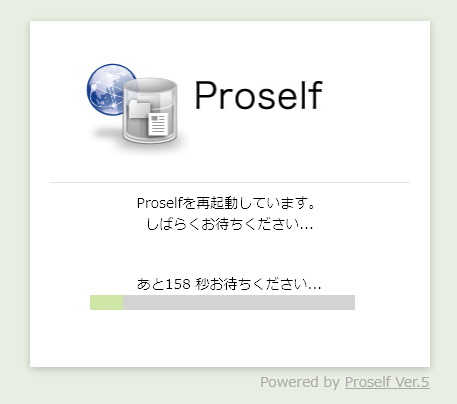 Proself
Proselfを再起動しています。
しばらくお待ちください...
あと158 秒お待ちください...
Powered by Proself Ver.5